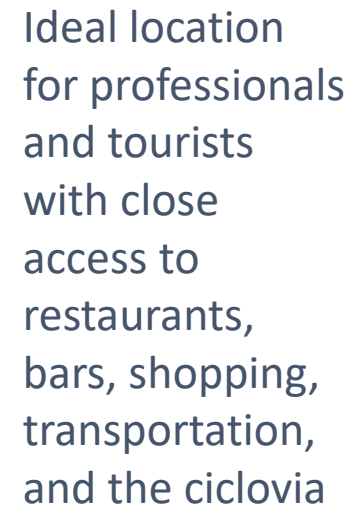 Ideal location
for professionals
and tourists
with close
access to
restaurants,
bars, shopping,
transportation,
and the ciclovia